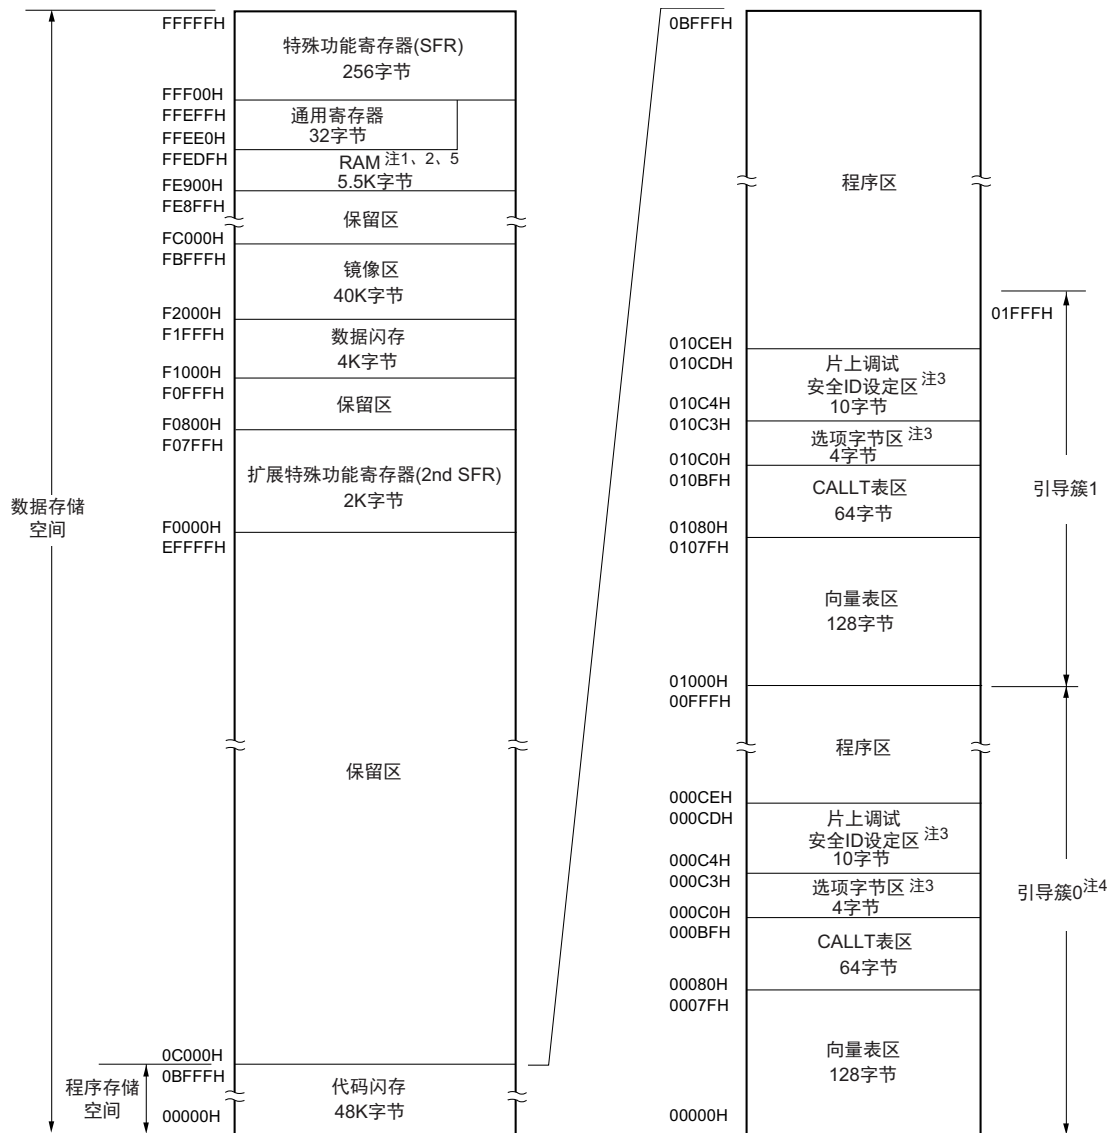 FFFFFH
特殊功能寄存器(SFR)
256字节
FFF00H
FFEFFH
通用寄存器
32字节
FFEE0H
FFEDFH
RAM 注1、2、5
5.5K字节
FE900H
FE8FFH
保留区
FC000H
FBFFFH
镜像区
40K字节
F2000H
F1FFFH
数据闪存
4K字节
F1000H
F0FFFH
保留区
F0800H
F07FFH
扩展特殊功能寄存器(2nd SFR)
2K字节
F0000H
EFFFFH
数据存储
空间
保留区
0C000H
0BFFFH
程序存储
空间
代码闪存
48K字节
00000H
0BFFFH
程序区
01FFFH
010CEH
010CDH
片上调试
安全ID设定区 注3
10字节
010C4H
010C3H
选项字节区 注3
4字节
010C0H
010BFH
CALLT表区
64字节
引导簇1
01080H
0107FH
向量表区
128字节
01000H
00FFFH
程序区
000CEH
000CDH
片上调试
安全ID设定区 注3
10字节
000C4H
000C3H
选项字节区 注3
4字节
引导簇0注4
000C0H
000BFH
CALLT表区
64字节
00080H
0007FH
向量表区
128字节
00000H